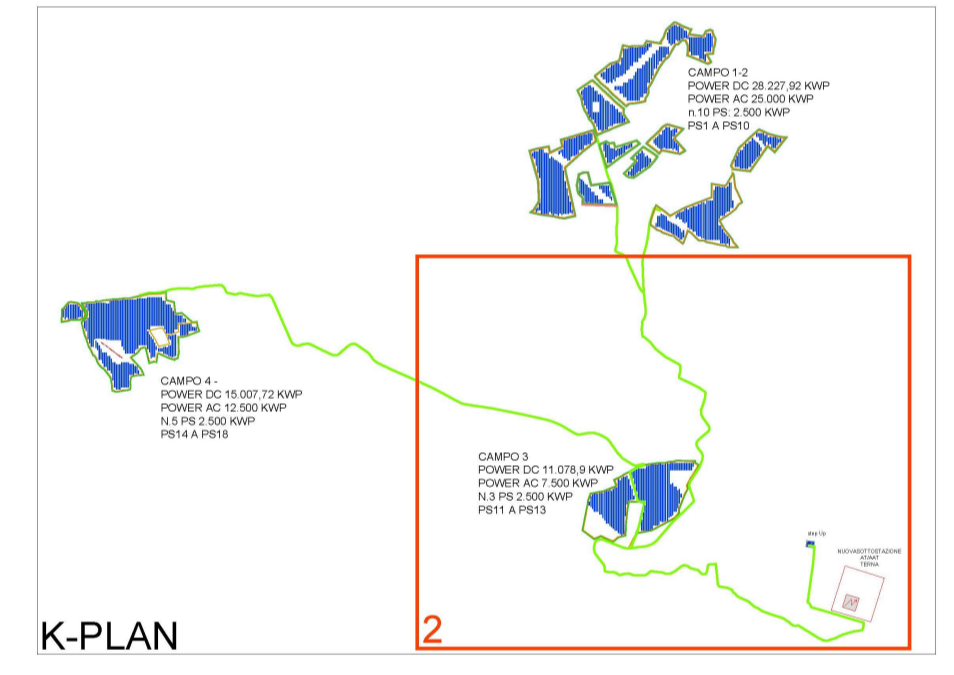 CAMPO 1-2
POWER DC 28.227,92 KWP
POWER AC 25.000 KWP
n.10 PS: 2.500 KWP
PS1 A PS10
CAMPO 4 -
POWER DC 15.007,72 KWP
POWER AC 12.500 KWP
N.5 PS 2.500 KWP
PS14 A PS18
CAMPO 3
POWER DC 11.078,9 KWP
POWER AC 7.500 KWP
N.3 PS 2.500 KWP
PS11 A PS13
step Up
NUOVASOTTOSTAZIONE
AT/AAT
TERNA
K-PLAN
2